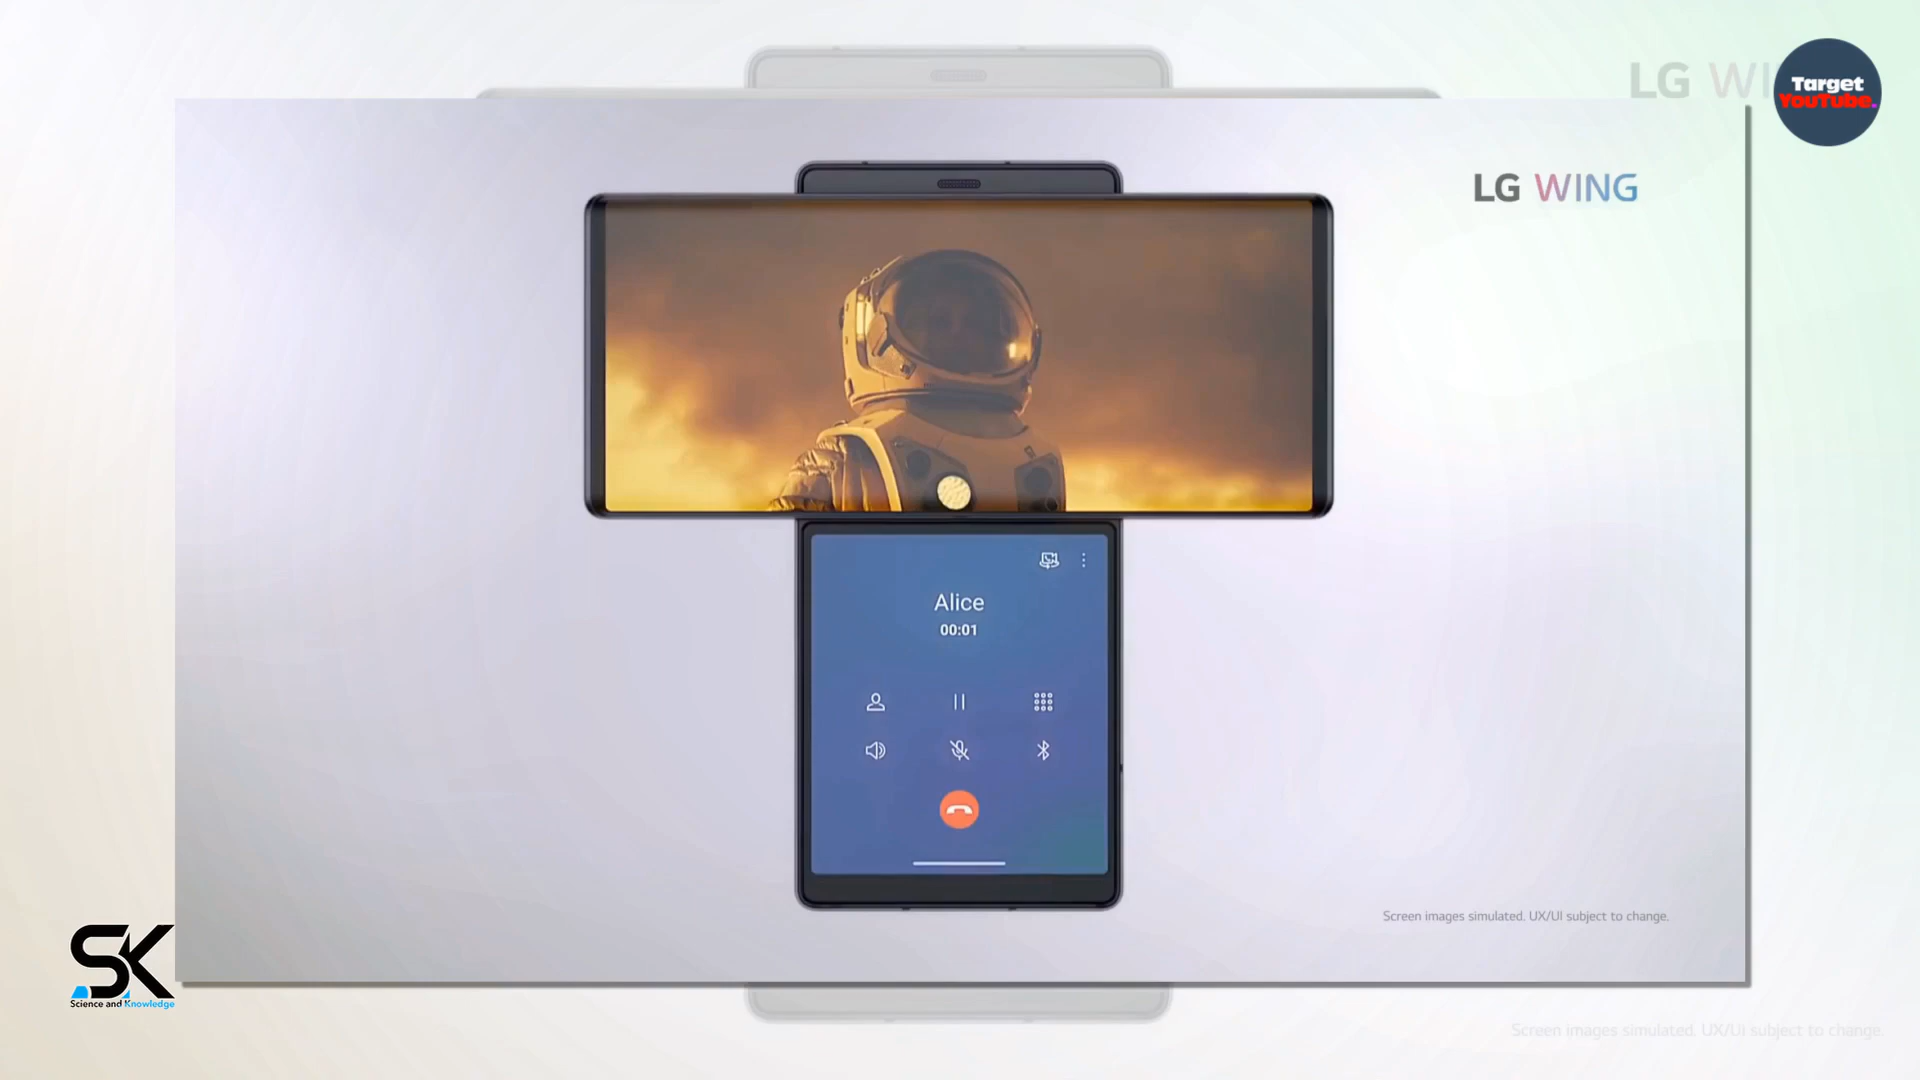 LG WI
Target
YouTube.
LG WING
Alice
00:01
Screen images simulated. UX/UI subject to change.
SK
Science and Knowledge
Screen images simulated. UX/UI subject to change.